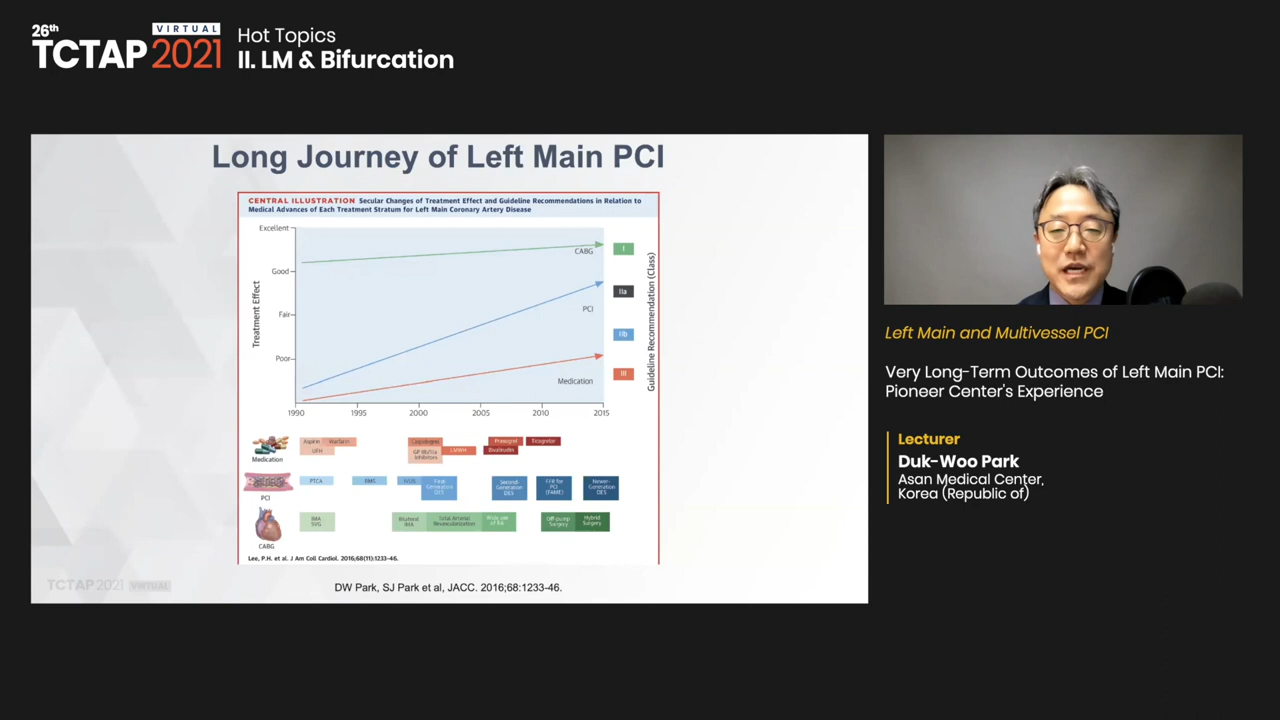 26th
VIRTUAL
TCTAP 2021
Hot Topics
II. LM & Bifurcation
Long Journey of Left Main PCI
CENTRAL ILLUSTRATION Secular Changes of Treatment Effect and Guideline Recommendations in Relation to
Medical Advances of Each Treatment Stratum for Left Main Coronary Artery Disease
Excellent
Good
Fair
Poor
Treatment Effect
CABG
PCI
Medication
I
IIa
IIb
III
Guideline Recommendation (Class)
1990 1995 2000 2005 2010 2015
Medication
Aspirin Warfarin
UFH
Clopidogrel
GP IIb/IIIa
Inhibitors
LMWH
Prasugrel Ticagrelor
Bivalirudin
PCI
PTCA
BMS
IVUS
First-
Generation
DES
Second-
Generation
DES
FFR for
PCI
(FAME)
Newer-
Generation
DES
CABG
IMA
SVG
Bilateral
IMA
Total Arterial
Revascularization
Wide use
of RA
Off-pump
Surgery
Hybrid
Surgery
Lee, P.H. et al. J Am Coll Cardiol. 2016;68(11):1233-46.
TCTAP 2021 VIRTUAL
DW Park, SJ Park et al, JACC. 2016;68:1233-46.
Left Main and Multivessel PCI
Very Long-Term Outcomes of Left Main PCI:
Pioneer Center's Experience
Lecturer
Duk-Woo Park
Asan Medical Center,
Korea (Republic of)